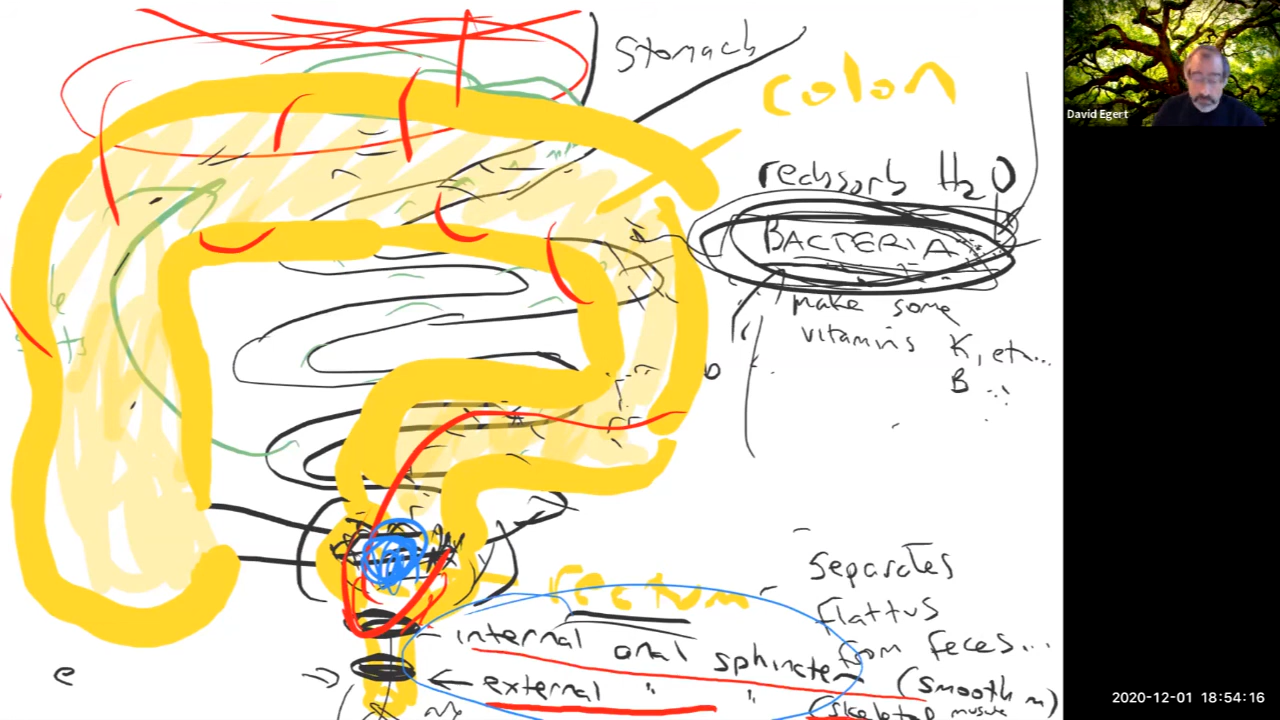 Stomach
colon
David Egert
reabsorb H2O
BACTERIA
make some
vitamins K, etc...
B
rectum
separates
flattus
from feces...
internal anal sphincter (smooth m)
external " " (skeletal muscle
e
2020-12-01 18:54:16